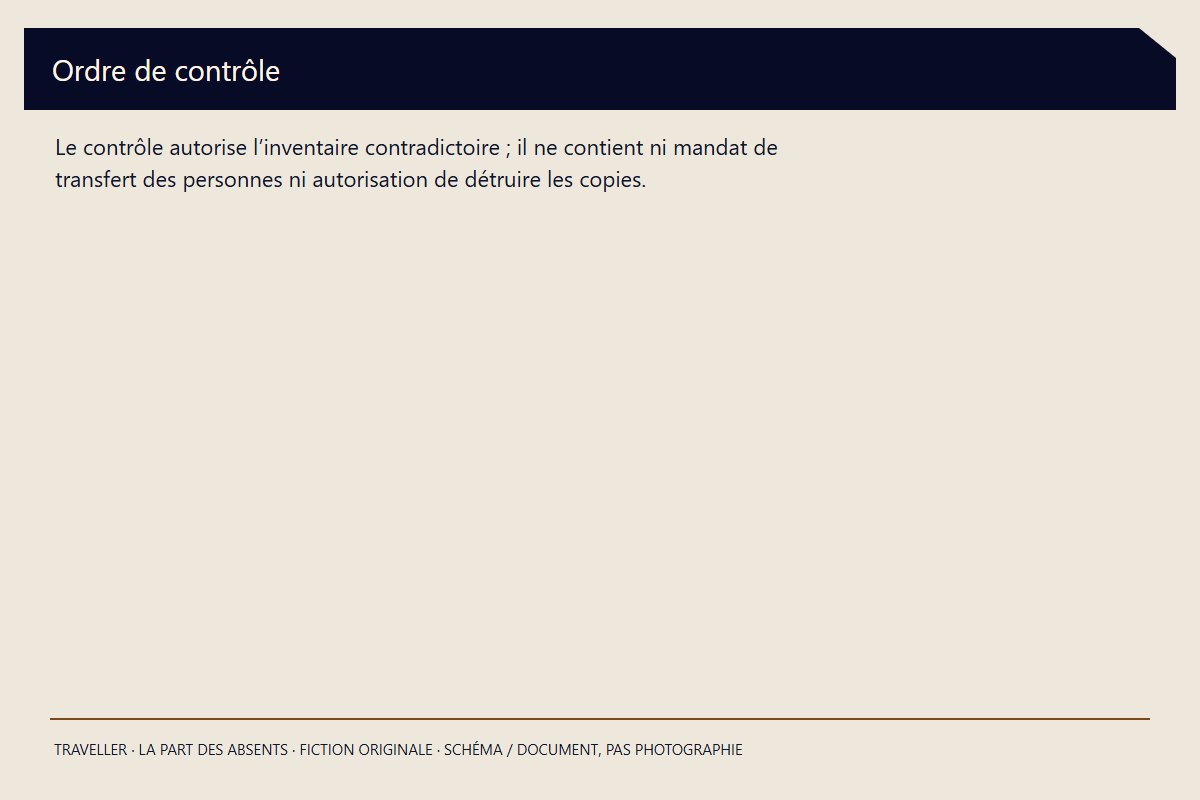 Ordre de contrôle
Le contrôle autorise l’inventaire contradictoire ; il ne contient ni mandat de
transfert des personnes ni autorisation de détruire les copies.
TRAVELLER · LA PART DES ABSENTS · FICTION ORIGINALE · SCHÉMA / DOCUMENT, PAS PHOTOGRAPHIE